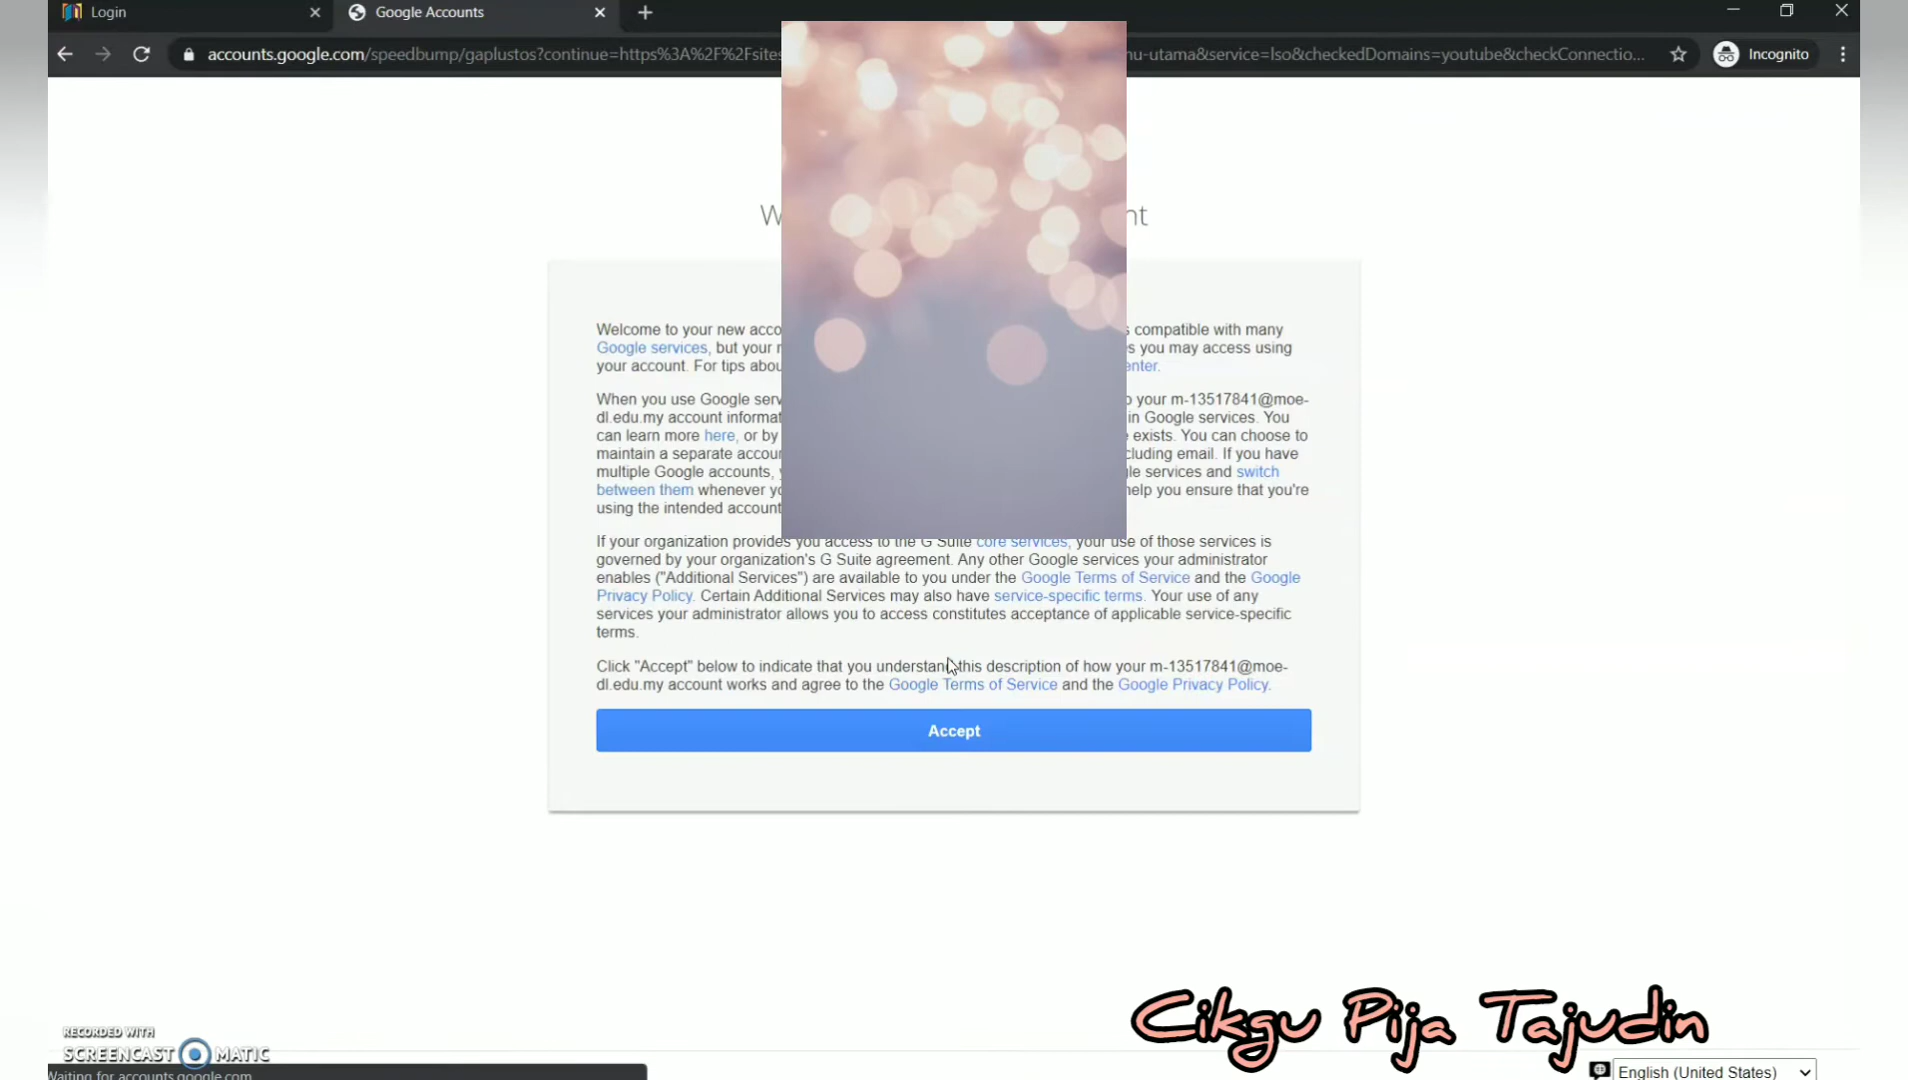 Login
Google Accounts
accounts.google.com/speedbump/gaplustos?continue=https%3A%2F%2Fsites
nu-utama&service=lso&checkedDomains=youtube&checkConnectio...
Incognito
Welcome to your new
compatible with many
Google services, but your
you may access using
your account. For tips
When you use Google
your m-13517841@moe-
dl.edu.my account
in Google services. You
can learn more here, or by
exists. You can choose to
maintain a separate
email. If you have
multiple Google accounts,
services and switch
between them whenever
help you ensure that you're
using the intended account
If your organization provides you access to the G Suite core services, your use of those services is
governed by your organization's G Suite agreement. Any other Google services your administrator
enables ("Additional Services") are available to you under the Google Terms of Service and the Google
Privacy Policy. Certain Additional Services may also have service-specific terms. Your use of any
services your administrator allows you to access constitutes acceptance of applicable service-specific
terms.
Click "Accept" below to indicate that you understand this description of how your m-13517841@moe-
dl.edu.my account works and agree to the Google Terms of Service and the Google Privacy Policy.
Accept
Cikgu Pija Tajudin
RECORDED WITH
SCREENCAST MATIC
Waiting for accounts.google.com
English (United States)